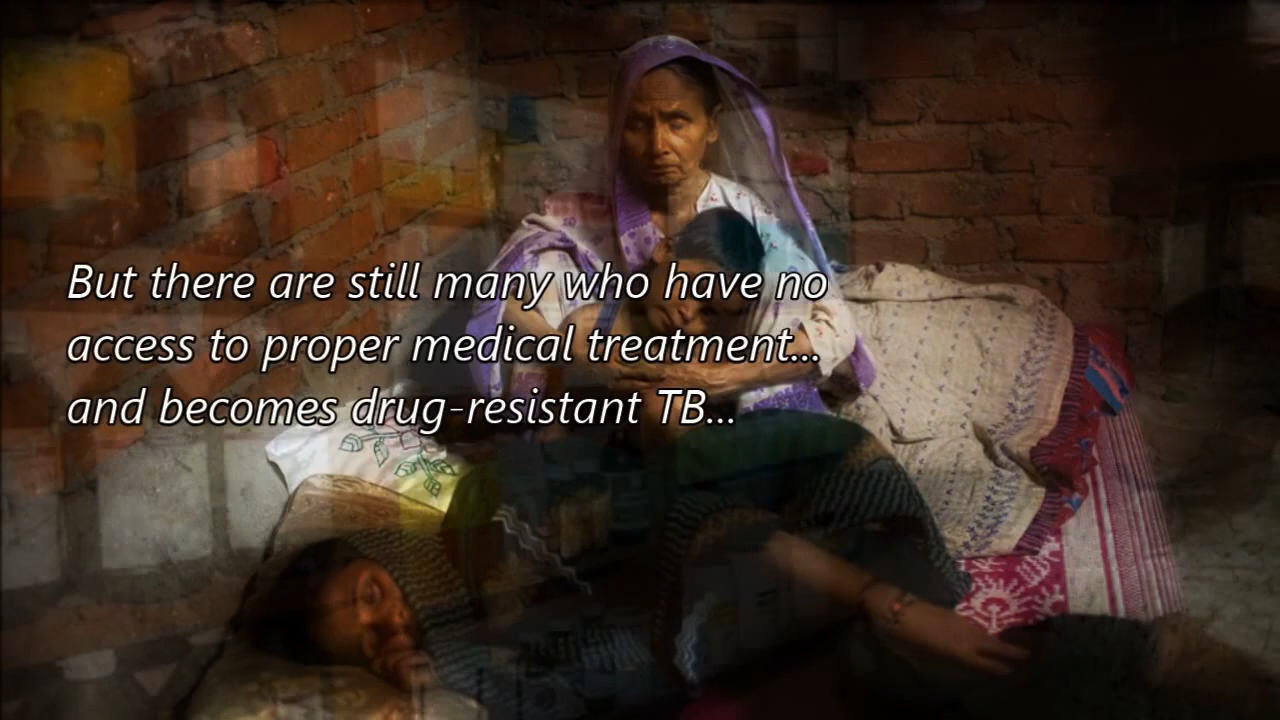 But there are still many who have no
access to proper medical treatment...
and becomes drug-resistant TB...